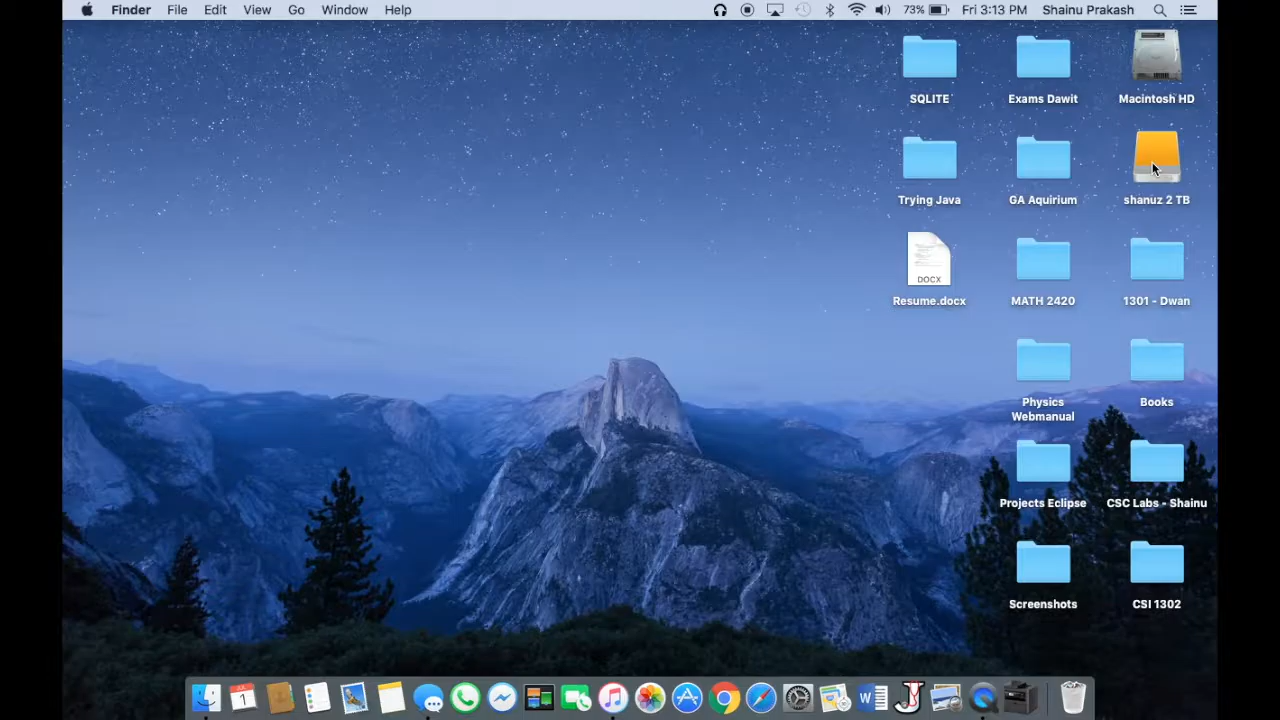 Finder File Edit View Go Window Help 73% Fri 3:13 PM Shainu Prakash
SQLITE Exams Dawit Macintosh HD
Trying Java GA Aquirium shanuz 2 TB
DOCX
Resume.docx MATH 2420 1301 - Dwan
Physics Webmanual Books
Projects Eclipse CSC Labs - Shainu
Screenshots CSI 1302
1 W J